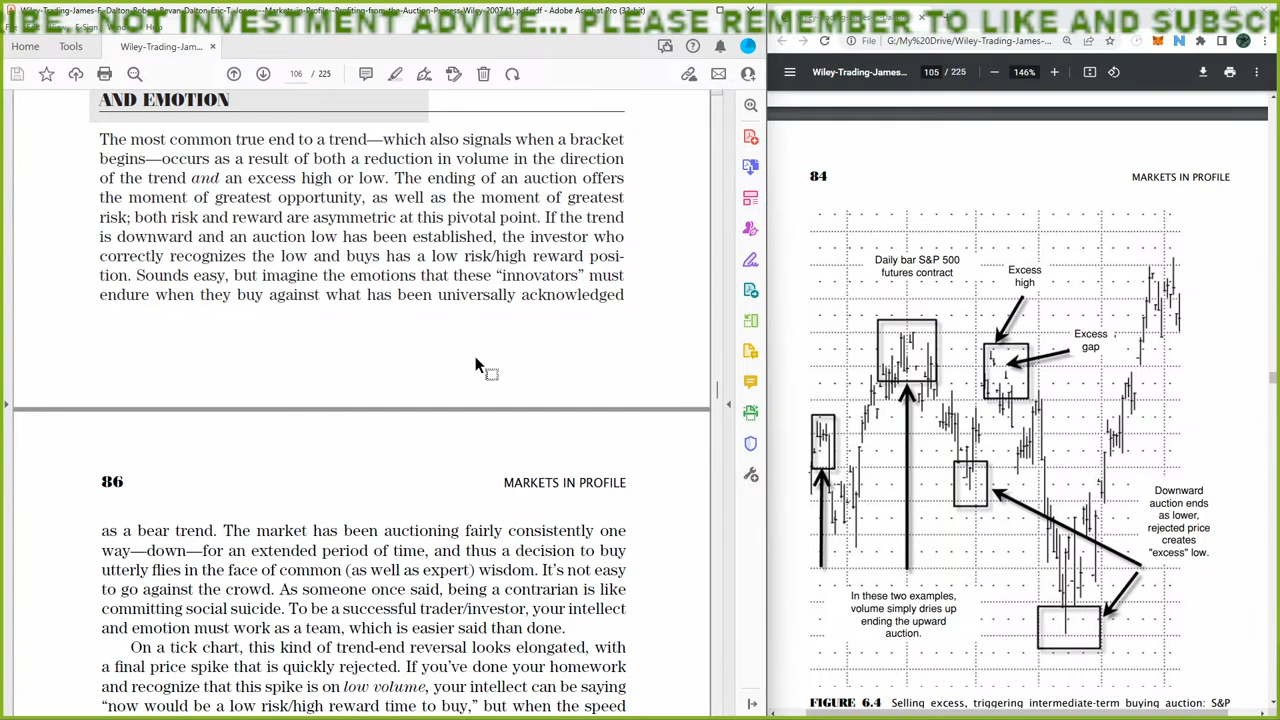 NOT INVESTMENT ADVICE... PLEASE REMEMBER TO LIKE AND SUBSCR
Home
Tools
Wiley-Trading-Jam...
×
106 / 225
AND EMOTION
The most common true end to a trend—which also signals when a bracket
begins—occurs as a result of both a reduction in volume in the direction
of the trend and an excess high or low. The ending of an auction offers
the moment of greatest opportunity, as well as the moment of greatest
risk; both risk and reward are asymmetric at this pivotal point. If the trend
is downward and an auction low has been established, the investor who
correctly recognizes the low and buys has a low risk/high reward posi-
tion. Sounds easy, but imagine the emotions that these “innovators” must
endure when they buy against what has been universally acknowledged
86
MARKETS IN PROFILE
as a bear trend. The market has been auctioning fairly consistently one
way—down—for an extended period of time, and thus a decision to buy
utterly flies in the face of common (as well as expert) wisdom. It’s not easy
to go against the crowd. As someone once said, being a contrarian is like
committing social suicide. To be a successful trader/investor, your intellect
and emotion must work as a team, which is easier said than done.
On a tick chart, this kind of trend-end reversal looks elongated, with
a final price spike that is quickly reject. If you’ve done your homework
and recognize that this spike is on low volume, your intellect can be saying
“now would be a low risk/high reward time to buy,” but when the speed
File
G:/My%20Drive/Wiley-Trading-James-...
Wiley-Trading-James...
105 / 225
146%
84
MARKETS IN PROFILE
Daily bar S&P 500
futures contract
Excess
high
Excess
gap
Downward
auction ends
as lower,
rejected price
creates
"excess" low.
In these two examples,
volume simply dries up
ending the upward
auction.
FIGURE 6.4 Selling excess, triggering intermediate-term buying auction: S&P